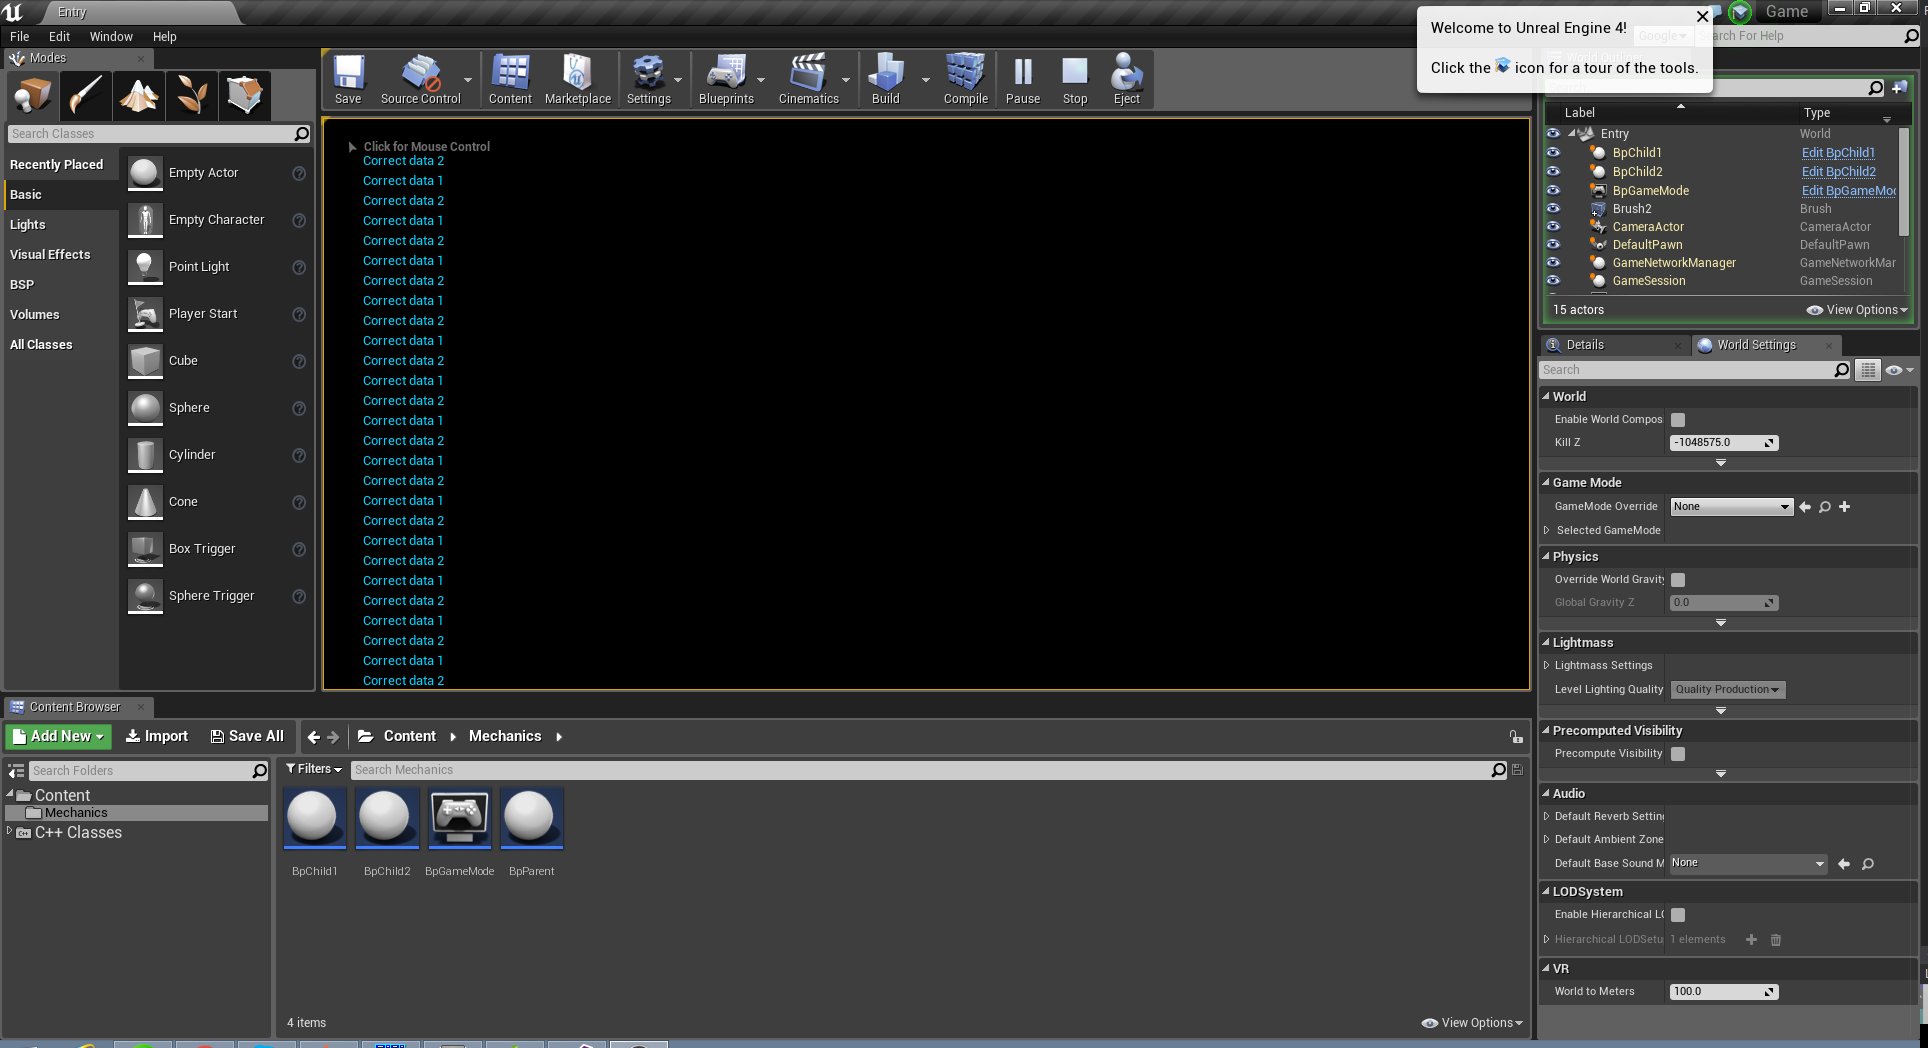 Entry
File Edit Window Help
Game
Welcome to Unreal Engine 4!
Click the icon for a tour of the tools.
Google
Search For Help
Modes
Search Classes
Recently Placed
Basic
Lights
Visual Effects
BSP
Volumes
All Classes
Empty Actor
Empty Character
Point Light
Player Start
Cube
Sphere
Cylinder
Cone
Box Trigger
Sphere Trigger
Save Source Control Content Marketplace Settings Blueprints Cinematics Build Compile Pause Stop Eject
Click for Mouse Control
Correct data 2
Correct data 1
Correct data 2
Correct data 1
Correct data 2
Correct data 1
Correct data 2
Correct data 1
Correct data 2
Correct data 1
Correct data 2
Correct data 1
Correct data 2
Correct data 1
Correct data 2
Correct data 1
Correct data 2
Correct data 1
Correct data 2
Correct data 1
Correct data 2
Correct data 1
Correct data 2
Correct data 1
Correct data 2
Correct data 1
Correct data 2
Label Type
Entry World
BpChild1 Edit BpChild1
BpChild2 Edit BpChild2
BpGameMode Edit BpGameMod
Brush2 Brush
CameraActor CameraActor
DefaultPawn DefaultPawn
GameNetworkManager GameNetworkMar
GameSession GameSession
15 actors View Options
Details World Settings
Search
World
Enable World Compos
Kill Z -1048575.0
Game Mode
GameMode Override None
Selected GameMode
Physics
Override World Gravity
Global Gravity Z 0.0
Lightmass
Lightmass Settings
Level Lighting Quality Quality Production
Precomputed Visibility
Precompute Visibility
Audio
Default Reverb Setting
Default Ambient Zone
Default Base Sound M None
LODSystem
Enable Hierarchical LO
Hierarchical LODSetu 1 elements
VR
World to Meters 100.0
Content Browser
Add New Import Save All Content Mechanics
Search Folders
Content
Mechanics
C++ Classes
Filters Search Mechanics
BpChild1 BpChild2 BpGameMode BpParent
4 items View Options